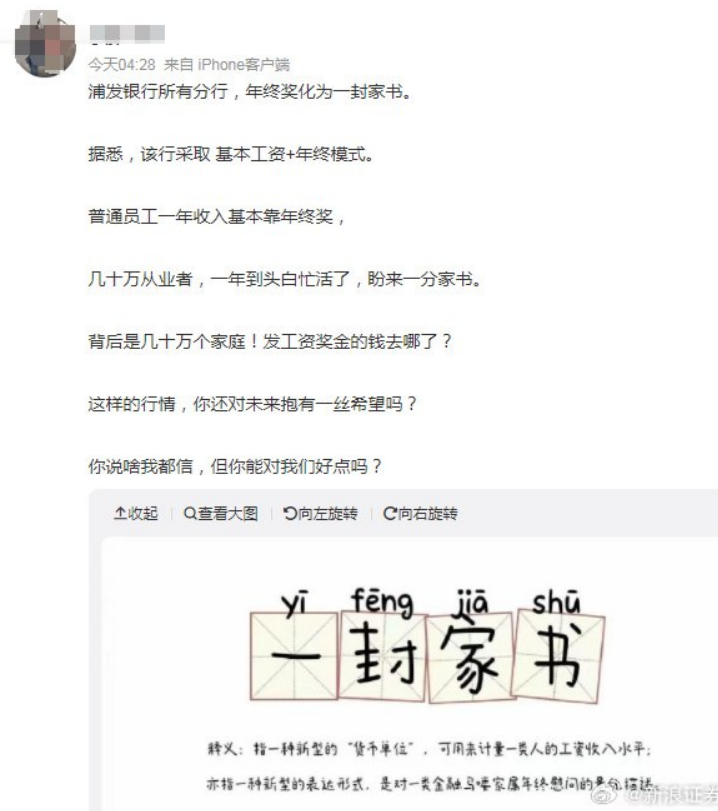 今天04:28 来自 iPhone客户端
浦发银行所有分行，年终奖化为一封家书。
据悉，该行采取 基本工资+年终模式。
普通员工一年收入基本靠年终奖，
几十万从业者，一年到头白忙活了，盼来一分家书。
背后是几十万个家庭！发工资奖金的钱去哪了？
这样的行情，你还对未来抱有一丝希望吗？
你说啥我都信，但你能对我们好点吗？
收起 查看大图 向左旋转 向右旋转
yī fēng jiā shū
一封家书
释义：指一种新型的“货币单位”，可用来计量一类人的工资收入水平；
亦指一种新型的表达形式，是对一类金融马喽家属年终慰问的
@新浪证券